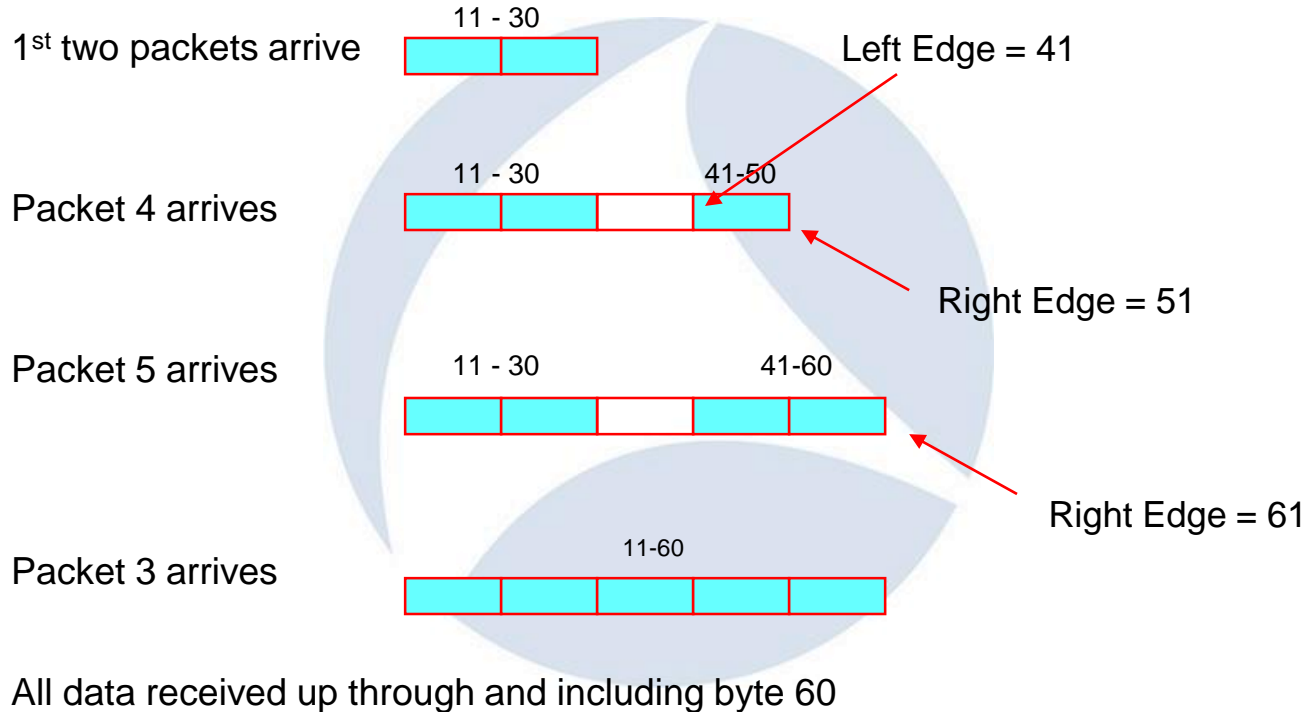 11 - 30
1st two packets arrive
Left Edge = 41
11 - 30
41-50
Packet 4 arrives
Right Edge = 51
Packet 5 arrives
11 - 30
41-60
Right Edge = 61
11-60
Packet 3 arrives
All data received up through and including byte 60